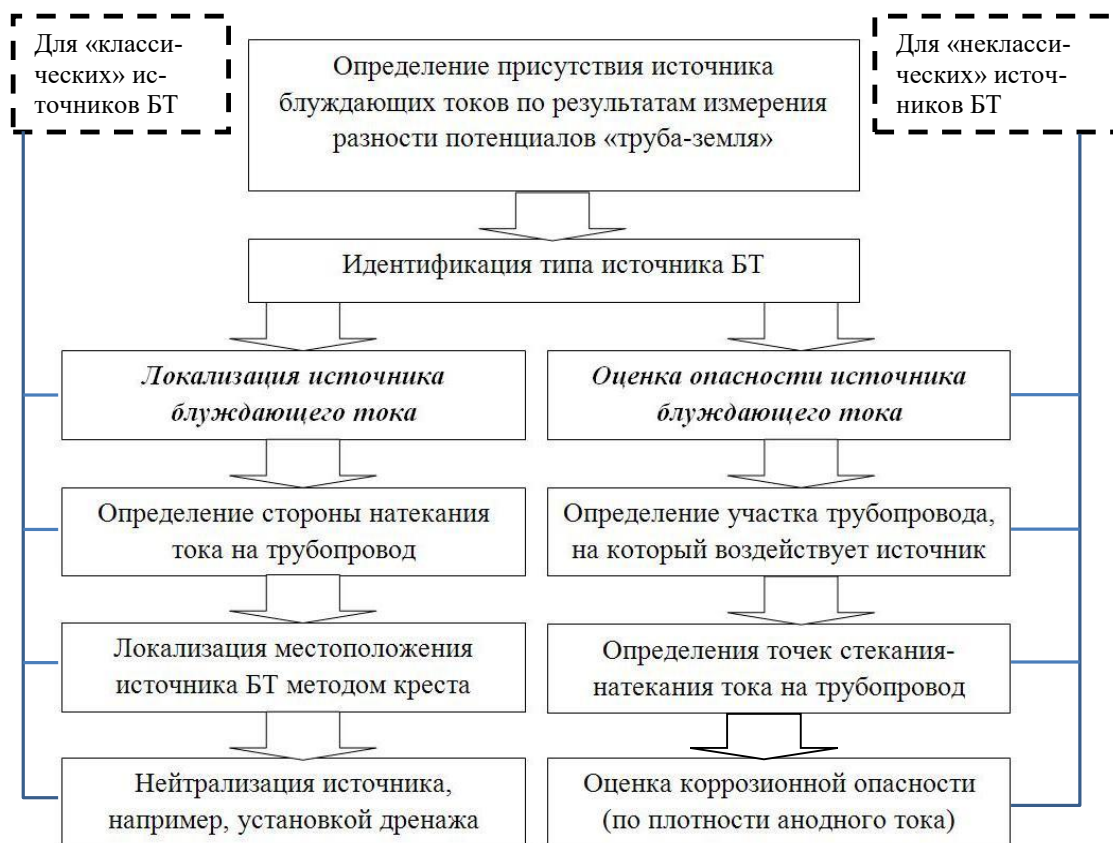 Для «класси-
ческих» ис-
точников БТ
Определение присутствия источника
блуждающих токов по результатам измерения
разности потенциалов «труба-земля»
Для «некласси-
ческих» источ-
ников БТ
Идентификация типа источника БТ
Локализация источника
блуждающего тока
Оценка опасности источника
блуждающего тока
Определение стороны натекания
тока на трубопровод
Определение участка трубопровода,
на который воздействует источник
Локализация местоположения
источника БТ методом креста
Определения точек стекания-
натекания тока на трубопровод
Нейтрализация источника,
например, установкой дренажа
Оценка коррозионной опасности
(по плотности анодного тока)